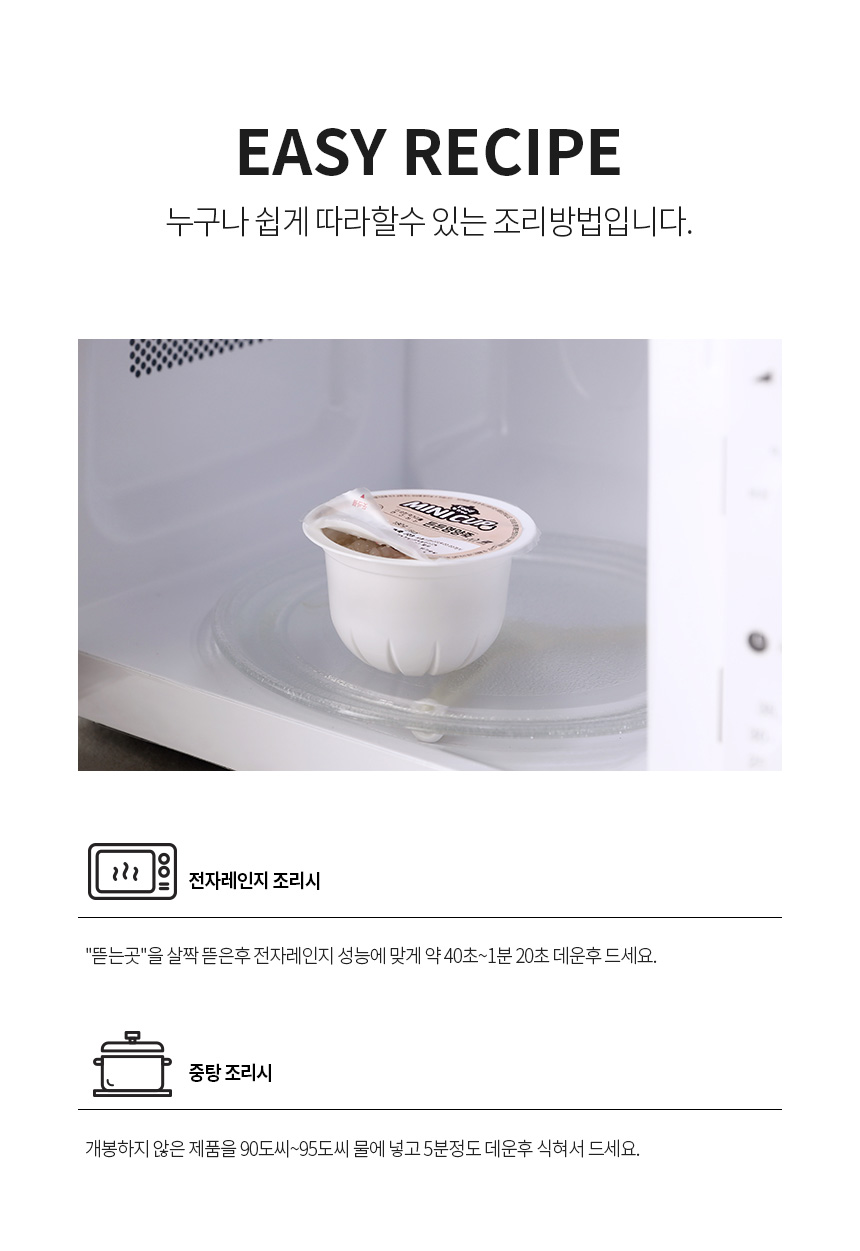 EASY RECIPE
누구나 쉽게 따라할수 있는 조리방법입니다.
MINI CUP
든든영양죽
전자레인지 조리시
"뜯는곳"을 살짝 뜯은후 전자레인지 성능에 맞게 약 40초~1분 20초 데운후 드세요.
중탕 조리시
개봉하지 않은 제품을 90도씨~95도씨 물에 넣고 5분정도 데운후 식혀서 드세요.